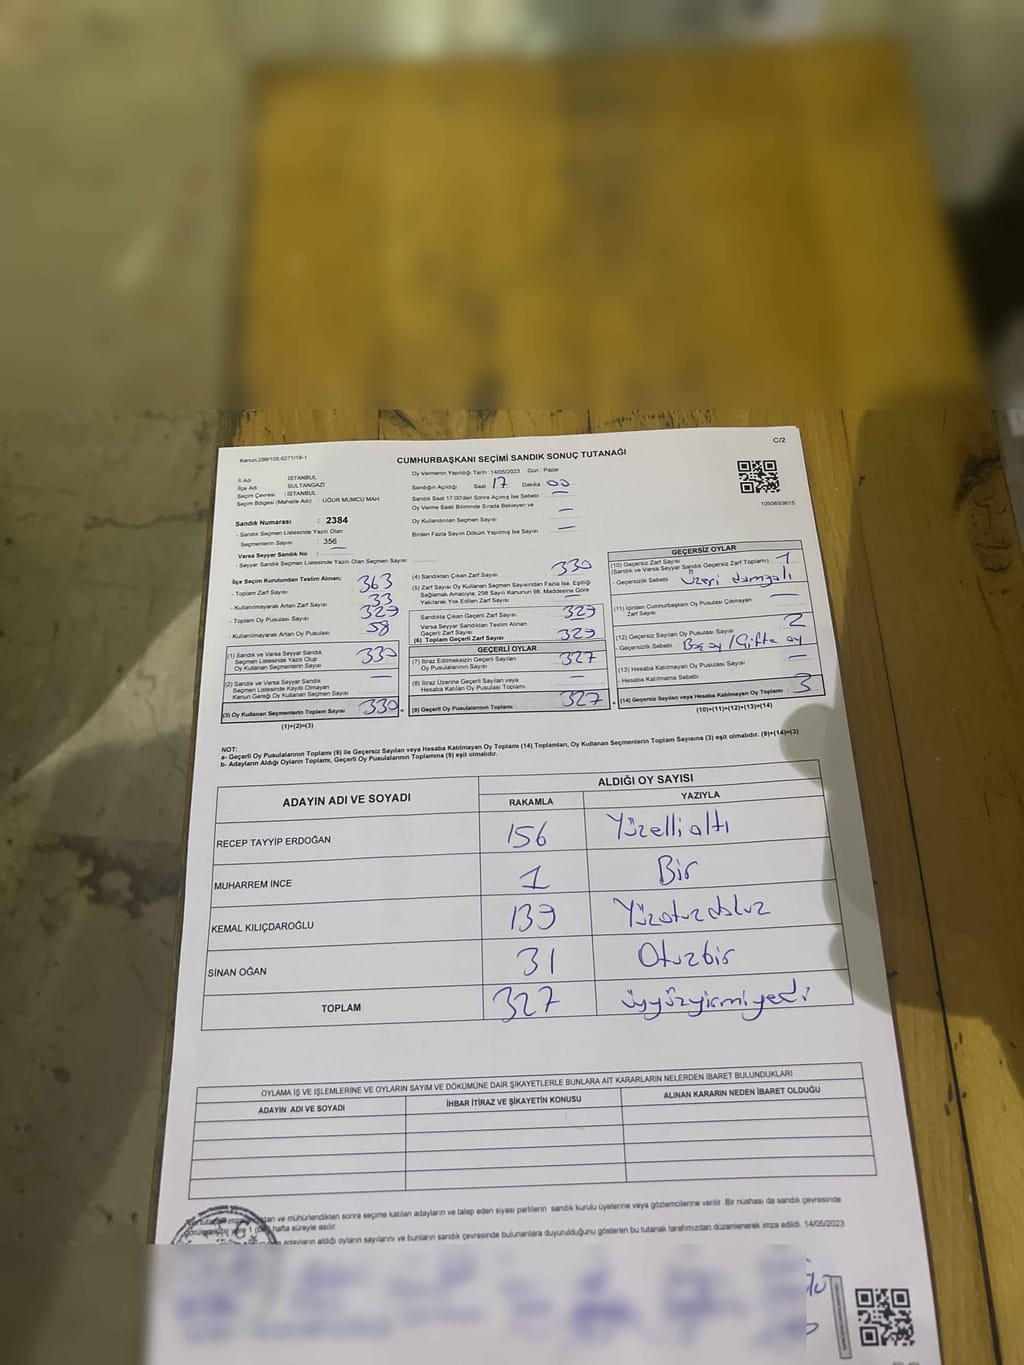 Kanun.298/105.6271/18-1
C/2
CUMHURBAŞKANI SEÇİMİ SANDIK SONUÇ TUTANAĞI
İl Adı : İSTANBUL
İlçe Adı : SULTANGAZİ
Seçim Çevresi : İSTANBUL
Seçim Bölgesi (Mahalle Adı) : UĞUR MUMCU MAH.
Sandık Numarası : 2384
- Sandık Seçmen Listesinde Yazılı Olan
Seçmenlerin Sayısı : 356
Varsa Seyyar Sandık No : —
- Seyyar Sandık Seçmen Listesinde Yazılı Olan Seçmen Sayısı:
Oy Vermenin Yapıldığı Tarih : 14/05/2023 Gün : Pazar
Sandığın Açıldığı Saat 17 Dakika 00
Sandık Saat 17.00'den Sonra Açılmış İse Sebebi —
Oy Verme Saati Bitiminde Sırada Bekleyen ve
Oy Kullandırılan Seçmen Sayısı —
Birden Fazla Sayım Döküm Yapılmış İse Sayısı —
1093693615
İlçe Seçim Kurulundan Teslim Alınan;
- Toplam Zarf Sayısı 363
- Kullanılmayarak Artan Zarf Sayısı 33
- Toplam Oy Pusulası Sayısı
- Kullanılmayarak Artan Oy Pusulası 58
(1) Sandık ve Varsa Seyyar Sandık
Seçmen Listesinde Yazılı Olup
Oy Kullanan Seçmenlerin Sayısı 330
(2) Sandık ve Varsa Seyyar Sandık
Seçmen Listesinde Kayıtlı Olmayan
Kanun Gereği Oy Kullanan Seçmen Sayısı —
(3) Oy Kullanan Seçmenlerin Toplam Sayısı 330
(1)+(2)=(3)
(4) Sandıktan Çıkan Zarf Sayısı 330
(5) Zarf Sayısı Oy Kullanan Seçmen Sayısından Fazla İse, Eşitliği
Sağlamak Amacıyla, 298 Sayılı Kanunun 98. Maddesine Göre
Yakılarak Yok Edilen Zarf Sayısı —
Sandıkta Çıkan Geçerli Zarf Sayısı 329
Varsa Seyyar Sandıktan Teslim Alınan
Geçerli Zarf Sayısı
(6) Toplam Geçerli Zarf Sayısı 329
GEÇERLİ OYLAR
(7) İtiraz Edilmeksizin Geçerli Sayılan
Oy Pusulalarının Sayısı 327
(8) İtiraz Üzerine Geçerli Sayılan veya
Hesaba Katılan Oy Pusulası Toplamı —
(9) Geçerli Oy Pusulalarının Toplamı 327
GEÇERSİZ OYLAR
(10) Geçersiz Zarf Sayısı
(Sandık ve Varsa Seyyar Sandık Geçersiz Zarf Toplamı) 1
- Geçersizlik Sebebi Üzeri damgalı
(11) İçinden Cumhurbaşkanı Oy Pusulası Çıkmayan
Zarf Sayısı —
(12) Geçersiz Sayılan Oy Pusulası Sayısı 2
- Geçersizlik Sebebi Boş oy / Çifte oy
(13) Hesaba Katılmayan Oy Pusulası Sayısı —
- Hesaba Katılmama Sebebi
(14) Geçersiz Sayılan veya Hesaba Katılmayan Oy Toplamı 3
(10)+(11)+(12)+(13)=(14)
NOT:
a- Geçerli Oy Pusulalarının Toplamı (9) ile Geçersiz Sayılan veya Hesaba Katılmayan Oy Toplamı (14) Toplamları, Oy Kullanan Seçmenlerin Toplam Sayısına (3) eşit olmalıdır. (9)+(14)=(3)
b- Adayların Aldığı Oyların Toplamı, Geçerli Oy Pusulalarının Toplamına (9) eşit olmalıdır.
ADAYIN ADI VE SOYADI
ALDIĞI OY SAYISI
RAKAMLA YAZIYLA
RECEP TAYYİP ERDOĞAN 156 Yüzellialtı
MUHARREM İNCE 1 Bir
KEMAL KILIÇDAROĞLU 139 Yüzotuzdokuz
SİNAN OĞAN 31 Otuzbir
TOPLAM 327 üçyüzyirmiyedi
OYLAMA İŞ VE İŞLEMLERİNE VE OYLARIN SAYIM VE DÖKÜMÜNE DAİR ŞİKAYETLERLE BUNLARA AİT KARARLARIN NELERDEN İBARET BULUNDUKLARI
ADAYIN ADI VE SOYADI İHBAR İTİRAZ VE ŞİKAYETİN KONUSU ALINAN KARARIN NEDEN İBARET OLDUĞU
ve mühürlendikten sonra seçime katılan adayların ve talep eden siyasi partilerin sandık kurulu üyelerine veya gözlemcilerine verilir. Bir nüshası da sandık çevresinde
hafta süreyle asılır.
adayların aldığı oyların sayılarını ve bunların sandık çevresinde bulunanlara duyurulduğunu gösteren bu tutanak tarafımızdan düzenlenerek imza edildi. 14/05/2023